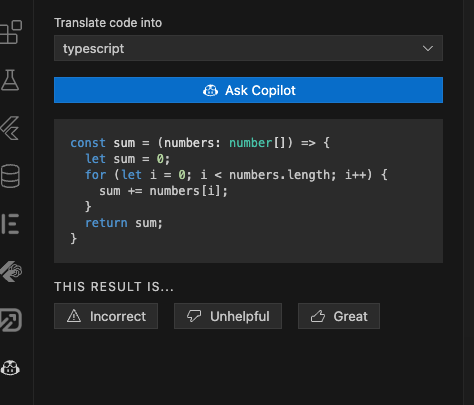 Translate code into
typescript
Ask Copilot
const sum = (numbers: number[]) => {
  let sum = 0;
  for (let i = 0; i < numbers.length; i++) {
    sum += numbers[i];
  }
  return sum;
}
THIS RESULT IS...
Incorrect Unhelpful Great